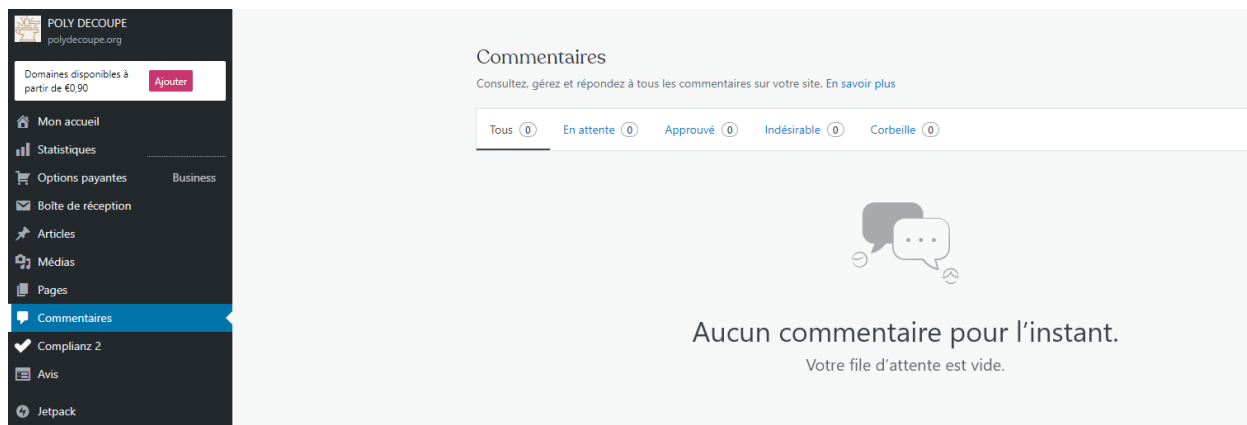 POLY DECOUPE
polydecoupe.org
Domaines disponibles à
partir de €0,90
Ajouter
Mon accueil
Statistiques
Options payantes Business
Boîte de réception
Articles
Médias
Pages
Commentaires
Complianz 2
Avis
Jetpack
Commentaires
Consultez, gérez et répondez à tous les commentaires sur votre site. En savoir plus
Tous 0 En attente 0 Approuvé 0 Indésirable 0 Corbeille 0
Aucun commentaire pour l'instant.
Votre file d'attente est vide.